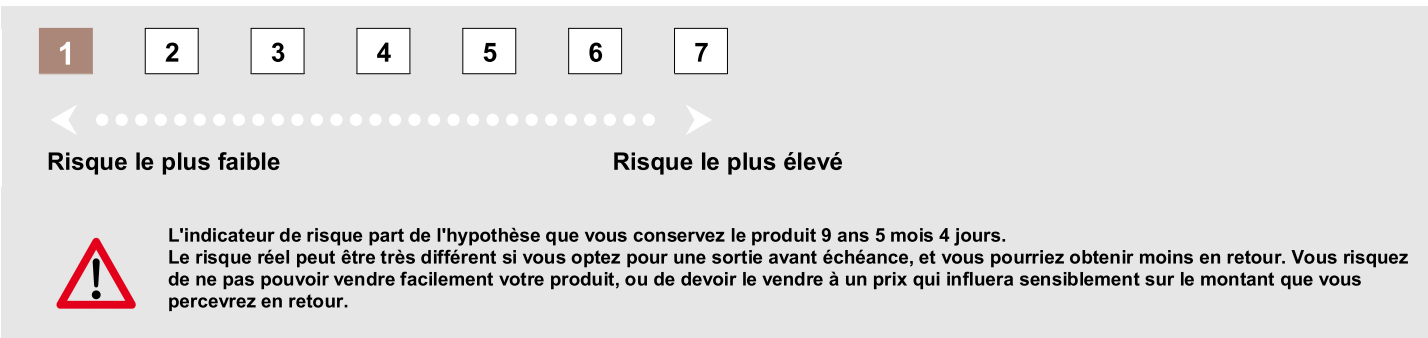 1 2 3 4 5 6 7
Risque le plus faible Risque le plus élevé
L'indicateur de risque part de l'hypothèse que vous conservez le produit 9 ans 5 mois 4 jours.
Le risque réel peut être très différent si vous optez pour une sortie avant échéance, et vous pourriez obtenir moins en retour. Vous risquez
de ne pas pouvoir vendre facilement votre produit, ou de devoir le vendre à un prix qui influera sensiblement sur le montant que vous
percevrez en retour.